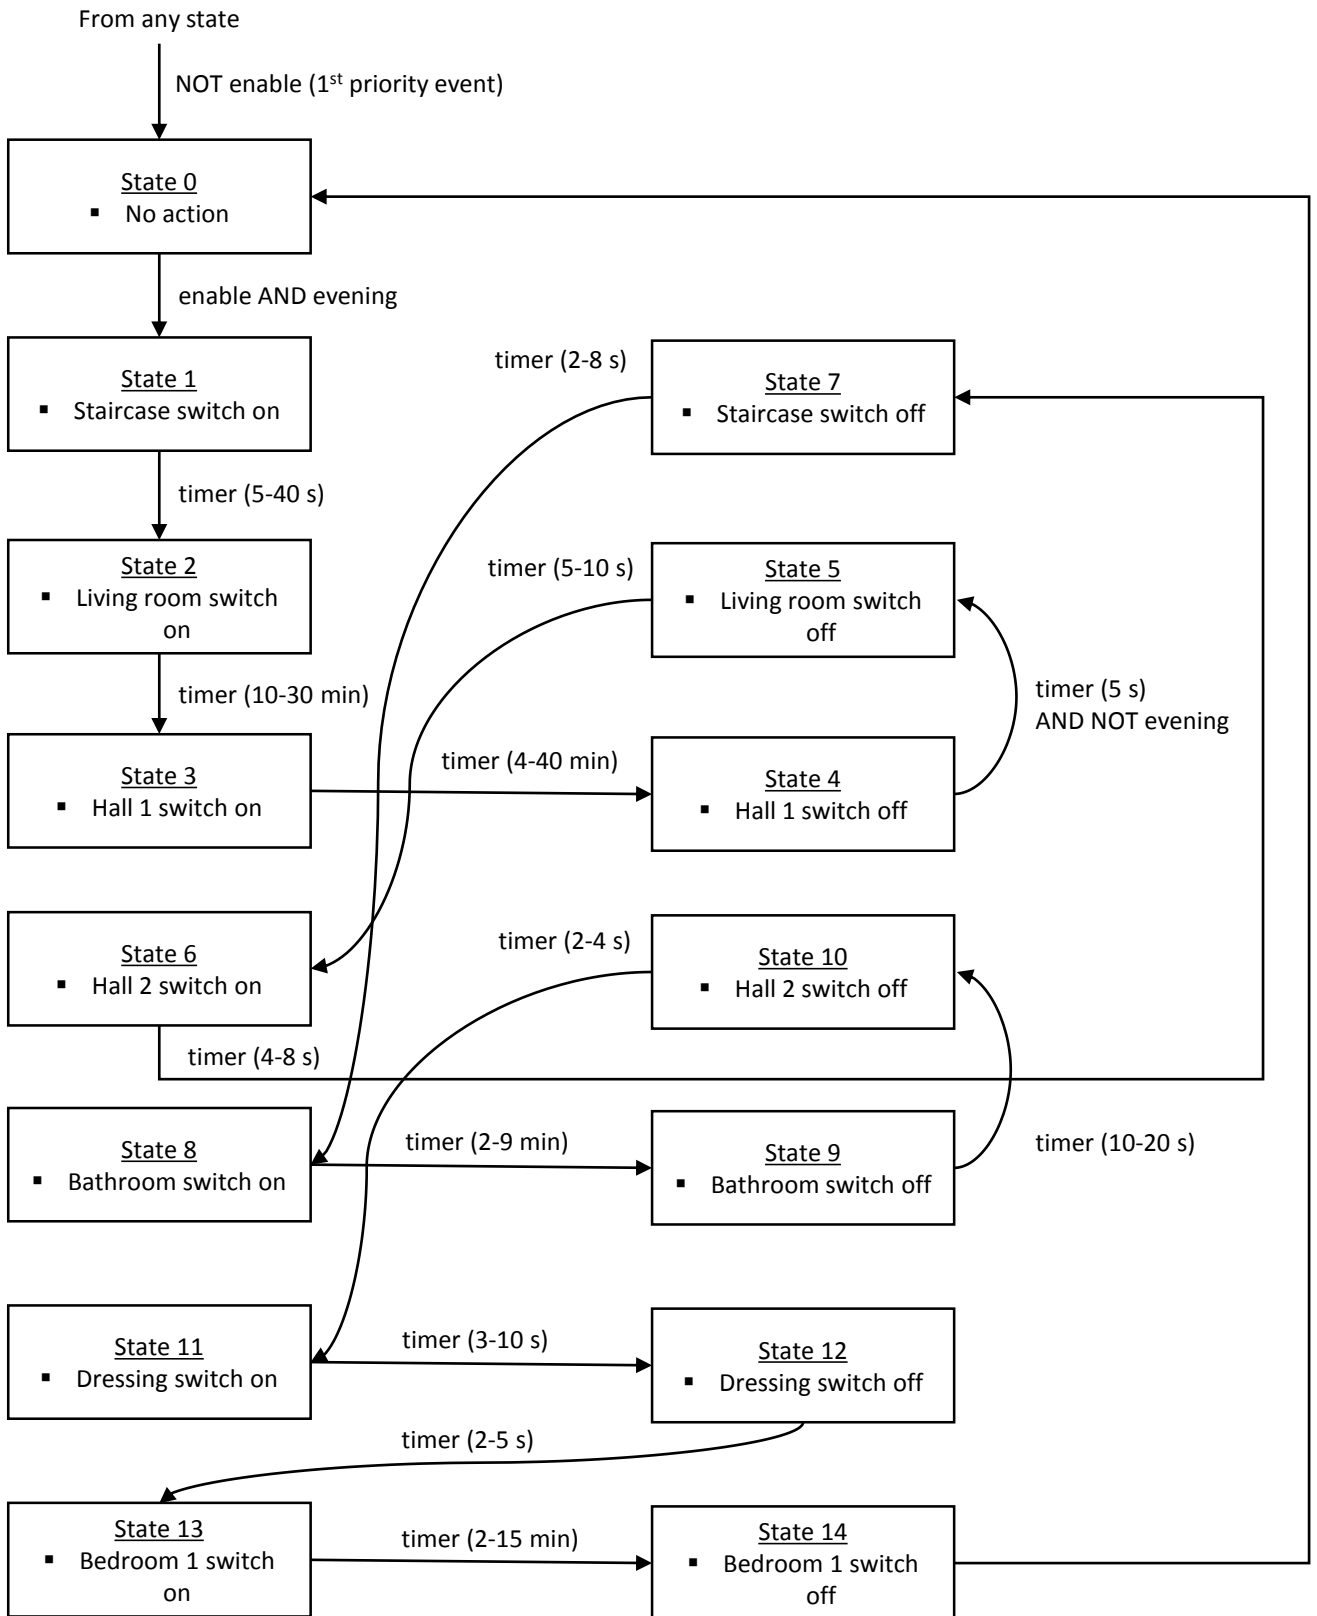 From any state
NOT enable (1st priority event)
State 0
▪ No action
enable AND evening
State 1
▪ Staircase switch on
timer (2-8 s)
State 7
▪ Staircase switch off
timer (5-40 s)
State 2
▪ Living room switch
on
timer (5-10 s)
State 5
▪ Living room switch
off
timer (10-30 min)
timer (5 s)
AND NOT evening
State 3
▪ Hall 1 switch on
timer (4-40 min)
State 4
▪ Hall 1 switch off
State 6
▪ Hall 2 switch on
timer (2-4 s)
State 10
▪ Hall 2 switch off
timer (4-8 s)
State 8
▪ Bathroom switch on
timer (2-9 min)
State 9
▪ Bathroom switch off
timer (10-20 s)
State 11
▪ Dressing switch on
timer (3-10 s)
State 12
▪ Dressing switch off
timer (2-5 s)
State 13
▪ Bedroom 1 switch
on
timer (2-15 min)
State 14
▪ Bedroom 1 switch
off